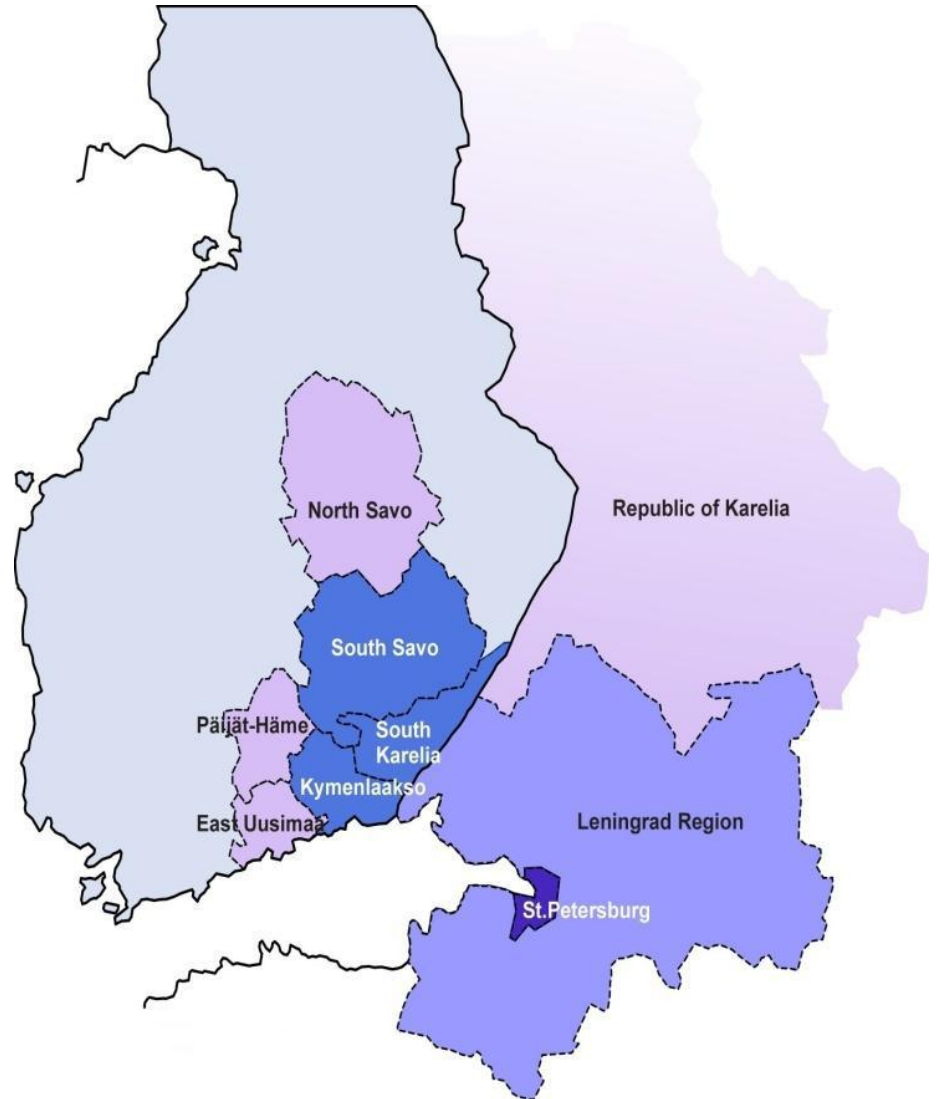 North Savo
Republic of Karelia
South Savo
Päijät-Häme
South
Karelia
Kymenlaakso
East Uusimaa
Leningrad Region
St.Petersburg